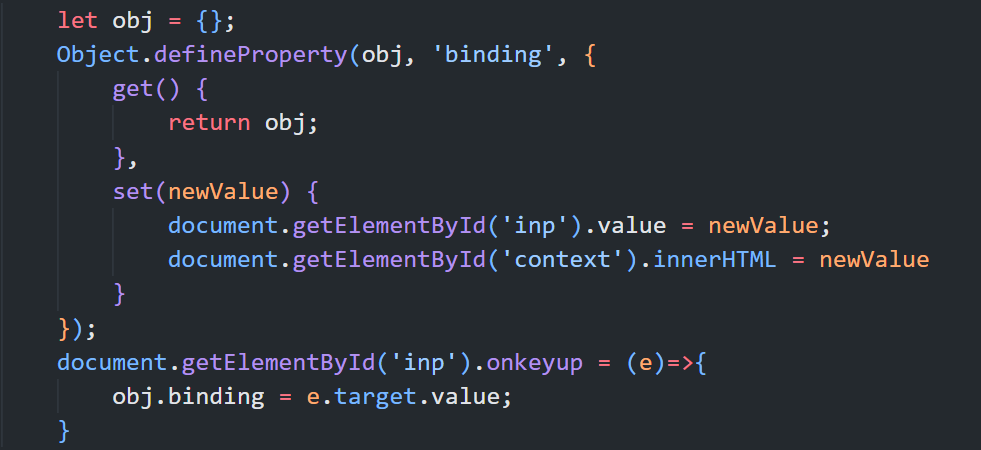 let obj = {};
Object.defineProperty(obj, 'binding', {
    get() {
        return obj;
    },
    set(newValue) {
        document.getElementById('inp').value = newValue;
        document.getElementById('context').innerHTML = newValue
    }
});
document.getElementById('inp').onkeyup = (e)=>{
    obj.binding = e.target.value;
}